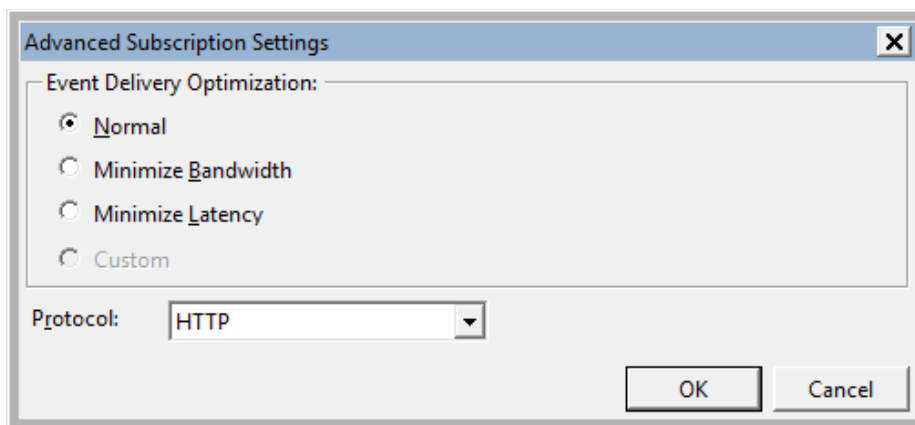 Advanced Subscription Settings
Event Delivery Optimization:
Normal
Minimize Bandwidth
Minimize Latency
Custom
Protocol: HTTP
OK Cancel